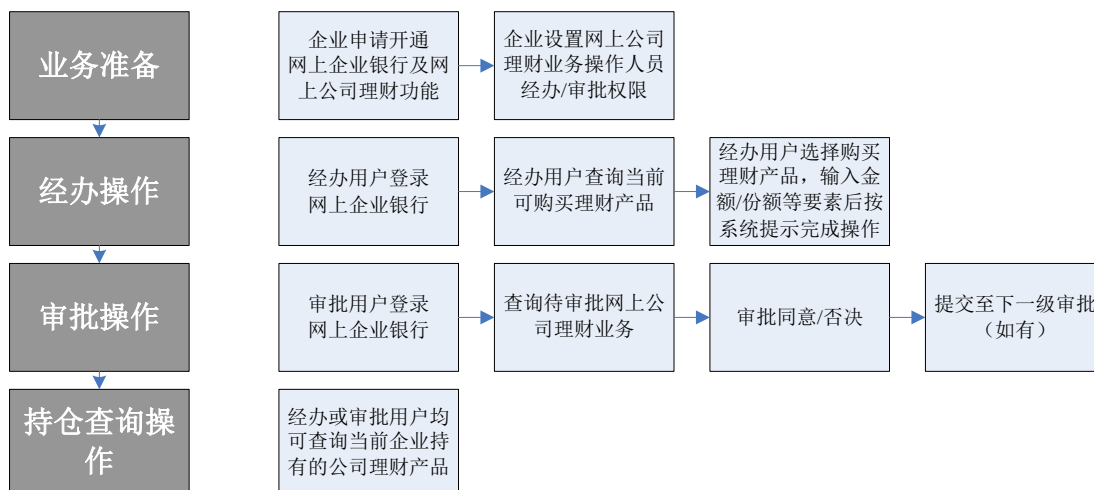 业务准备
企业申请开通
网上企业银行及网
上公司理财功能
企业设置网上公司
理财业务操作人员
经办/审批权限
经办操作
经办用户登录
网上企业银行
经办用户查询当前
可购买理财产品
经办用户选择购买
理财产品，输入金
额/份额等要素后按
系统提示完成操作
审批操作
审批用户登录
网上企业银行
查询待审批网上公
司理财业务
审批同意/否决
提交至下一级审批
（如有）
持仓查询操
作
经办或审批用户均
可查询当前企业持
有的公司理财产品